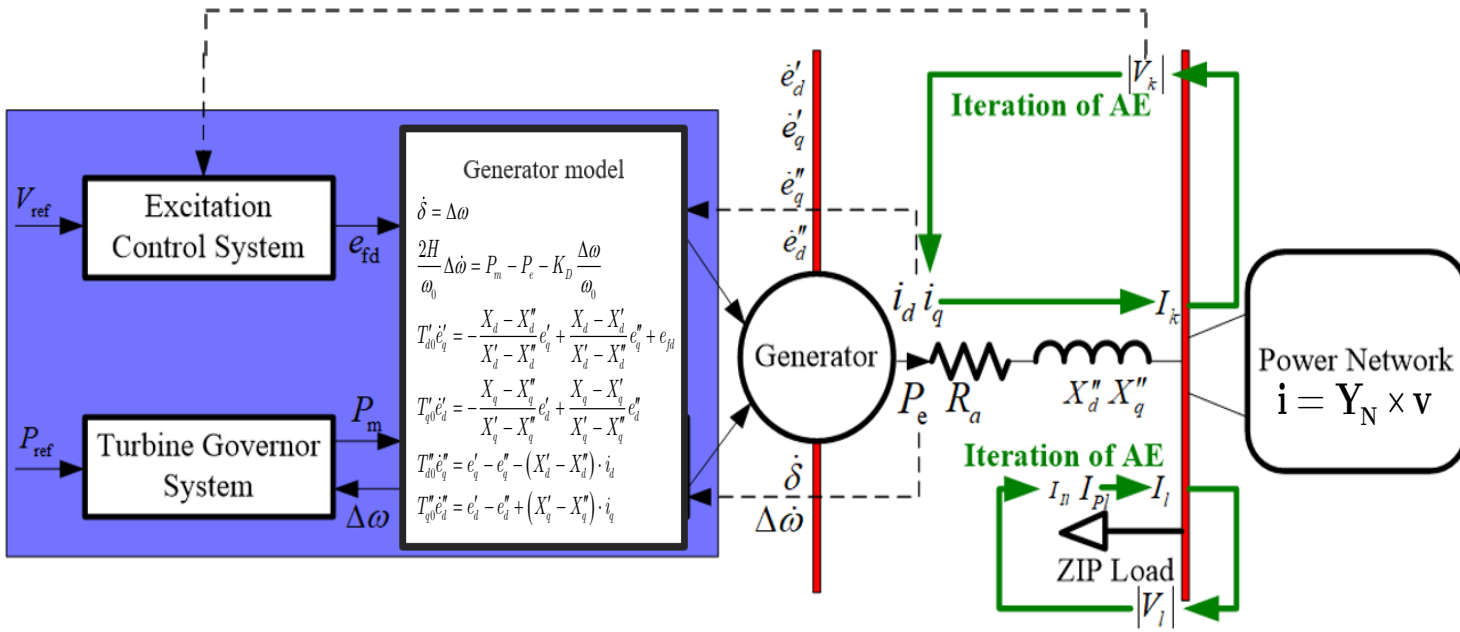 |V_k|
Iteration of AE
ė'_d
ė'_q
ė''_q
ė''_d
V_ref
Excitation
Control System
e_fd
Generator model
δ̇ = Δω
2H/ω_0 Δω̇ = P_m − P_e − K_D Δω/ω_0
T'_d0 ė'_q = − (X_d − X''_d)/(X'_d − X''_d) e'_q + (X_d − X'_d)/(X'_d − X''_d) e''_q + e_fd
T'_q0 ė'_d = − (X_q − X''_q)/(X'_q − X''_q) e'_d + (X_q − X'_q)/(X'_q − X''_q) e''_d
T''_d0 ė''_q = e'_q − e''_q − (X'_d − X''_d) · i_d
T''_q0 ė''_d = e'_d − e''_d + (X'_q − X''_q) · i_q
P_ref
Turbine Governor
System
P_m
Δω
Generator
i_d i_q
I_k
P_e R_a X''_d X''_q
Power Network
i = Y_N × v
δ̇
Δω̇
Iteration of AE
I_Il I_Pl I_l
ZIP Load
|V_l|